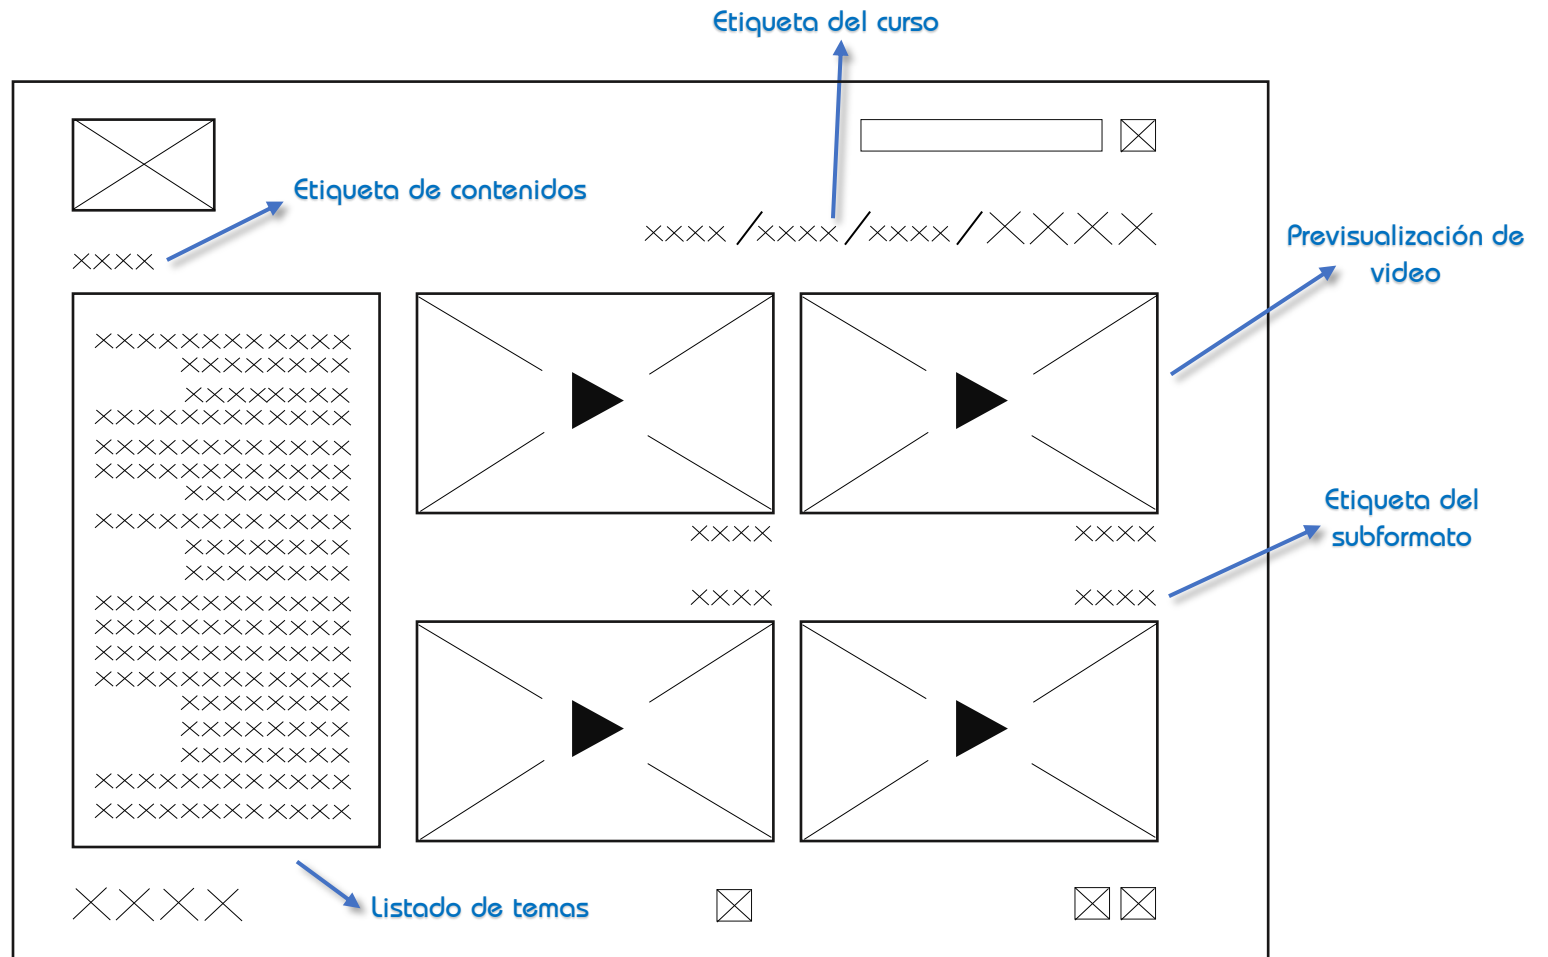 Etiqueta del curso
Etiqueta de contenidos
Previsualización de
video
Etiqueta del
subformato
Listado de temas